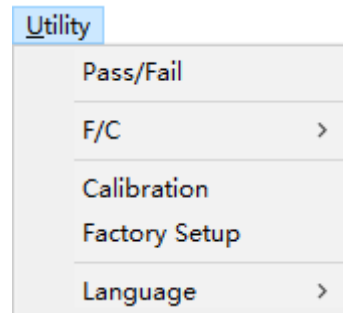 Utility
Pass/Fail
F/C
Calibration
Factory Setup
Language